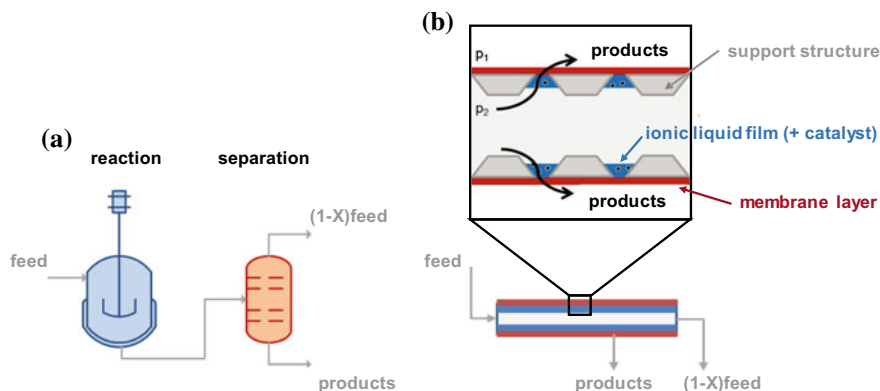 (a)
reaction
separation
feed
(1-X)feed
products
(b)
p1
products
support structure
p2
ionic liquid film (+ catalyst)
products
membrane layer
feed
products
(1-X)feed